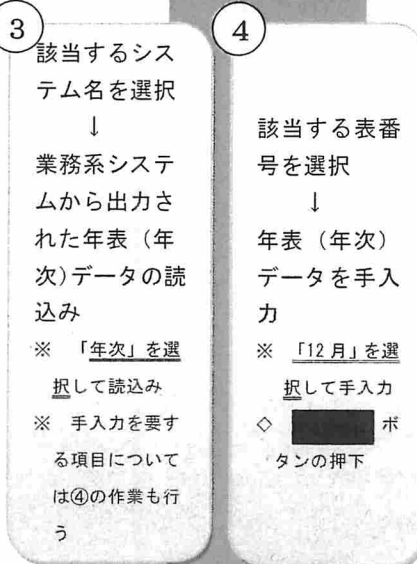 3
該当するシス
テム名を選択
↓
業務系システ
ムから出力さ
れた年表（年
次)データの読
込み
※　「年次」を選
択して読込み
※　手入力を要す
る項目について
は④の作業も行
う
4
該当する表番
号を選択
↓
年表（年次）
データを手入
力
※　「12月」を選
択して手入力
◇　ボ
タンの押下